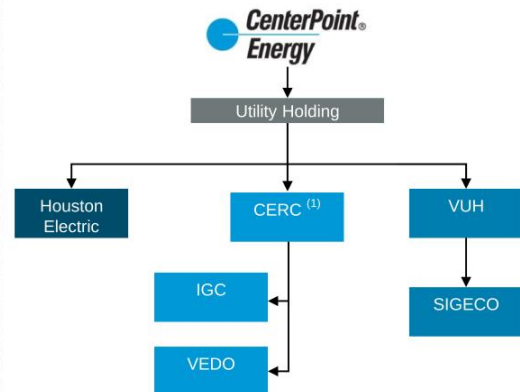 CenterPoint®
Energy
Utility Holding
Houston
Electric
CERC (1)
VUH
IGC
SIGECO
VEDO